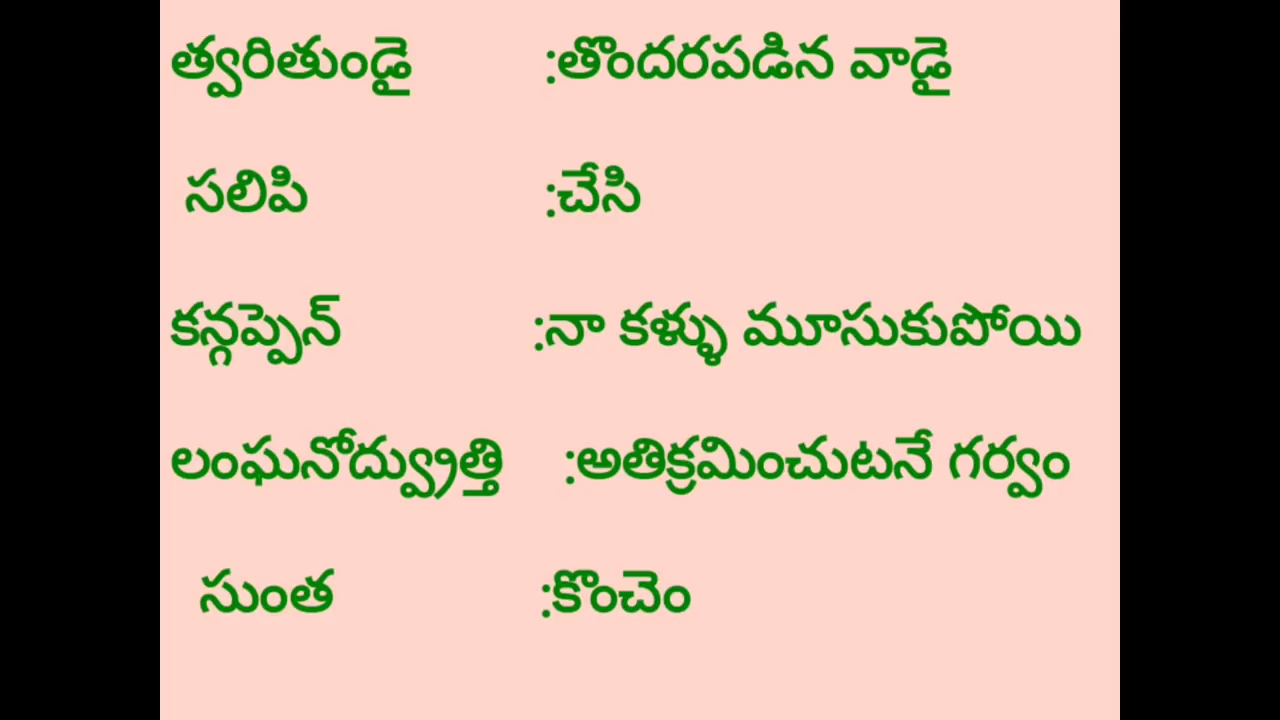 త్వరితుండై :తొందరపడిన వాడై
సలిపి :చేసి
కన్గప్పెన్ :నా కళ్ళు మూసుకుపోయి
లంఘనోద్వ్రుత్తి :అతిక్రమించుటనే గర్వం
సుంత :కొంచెం